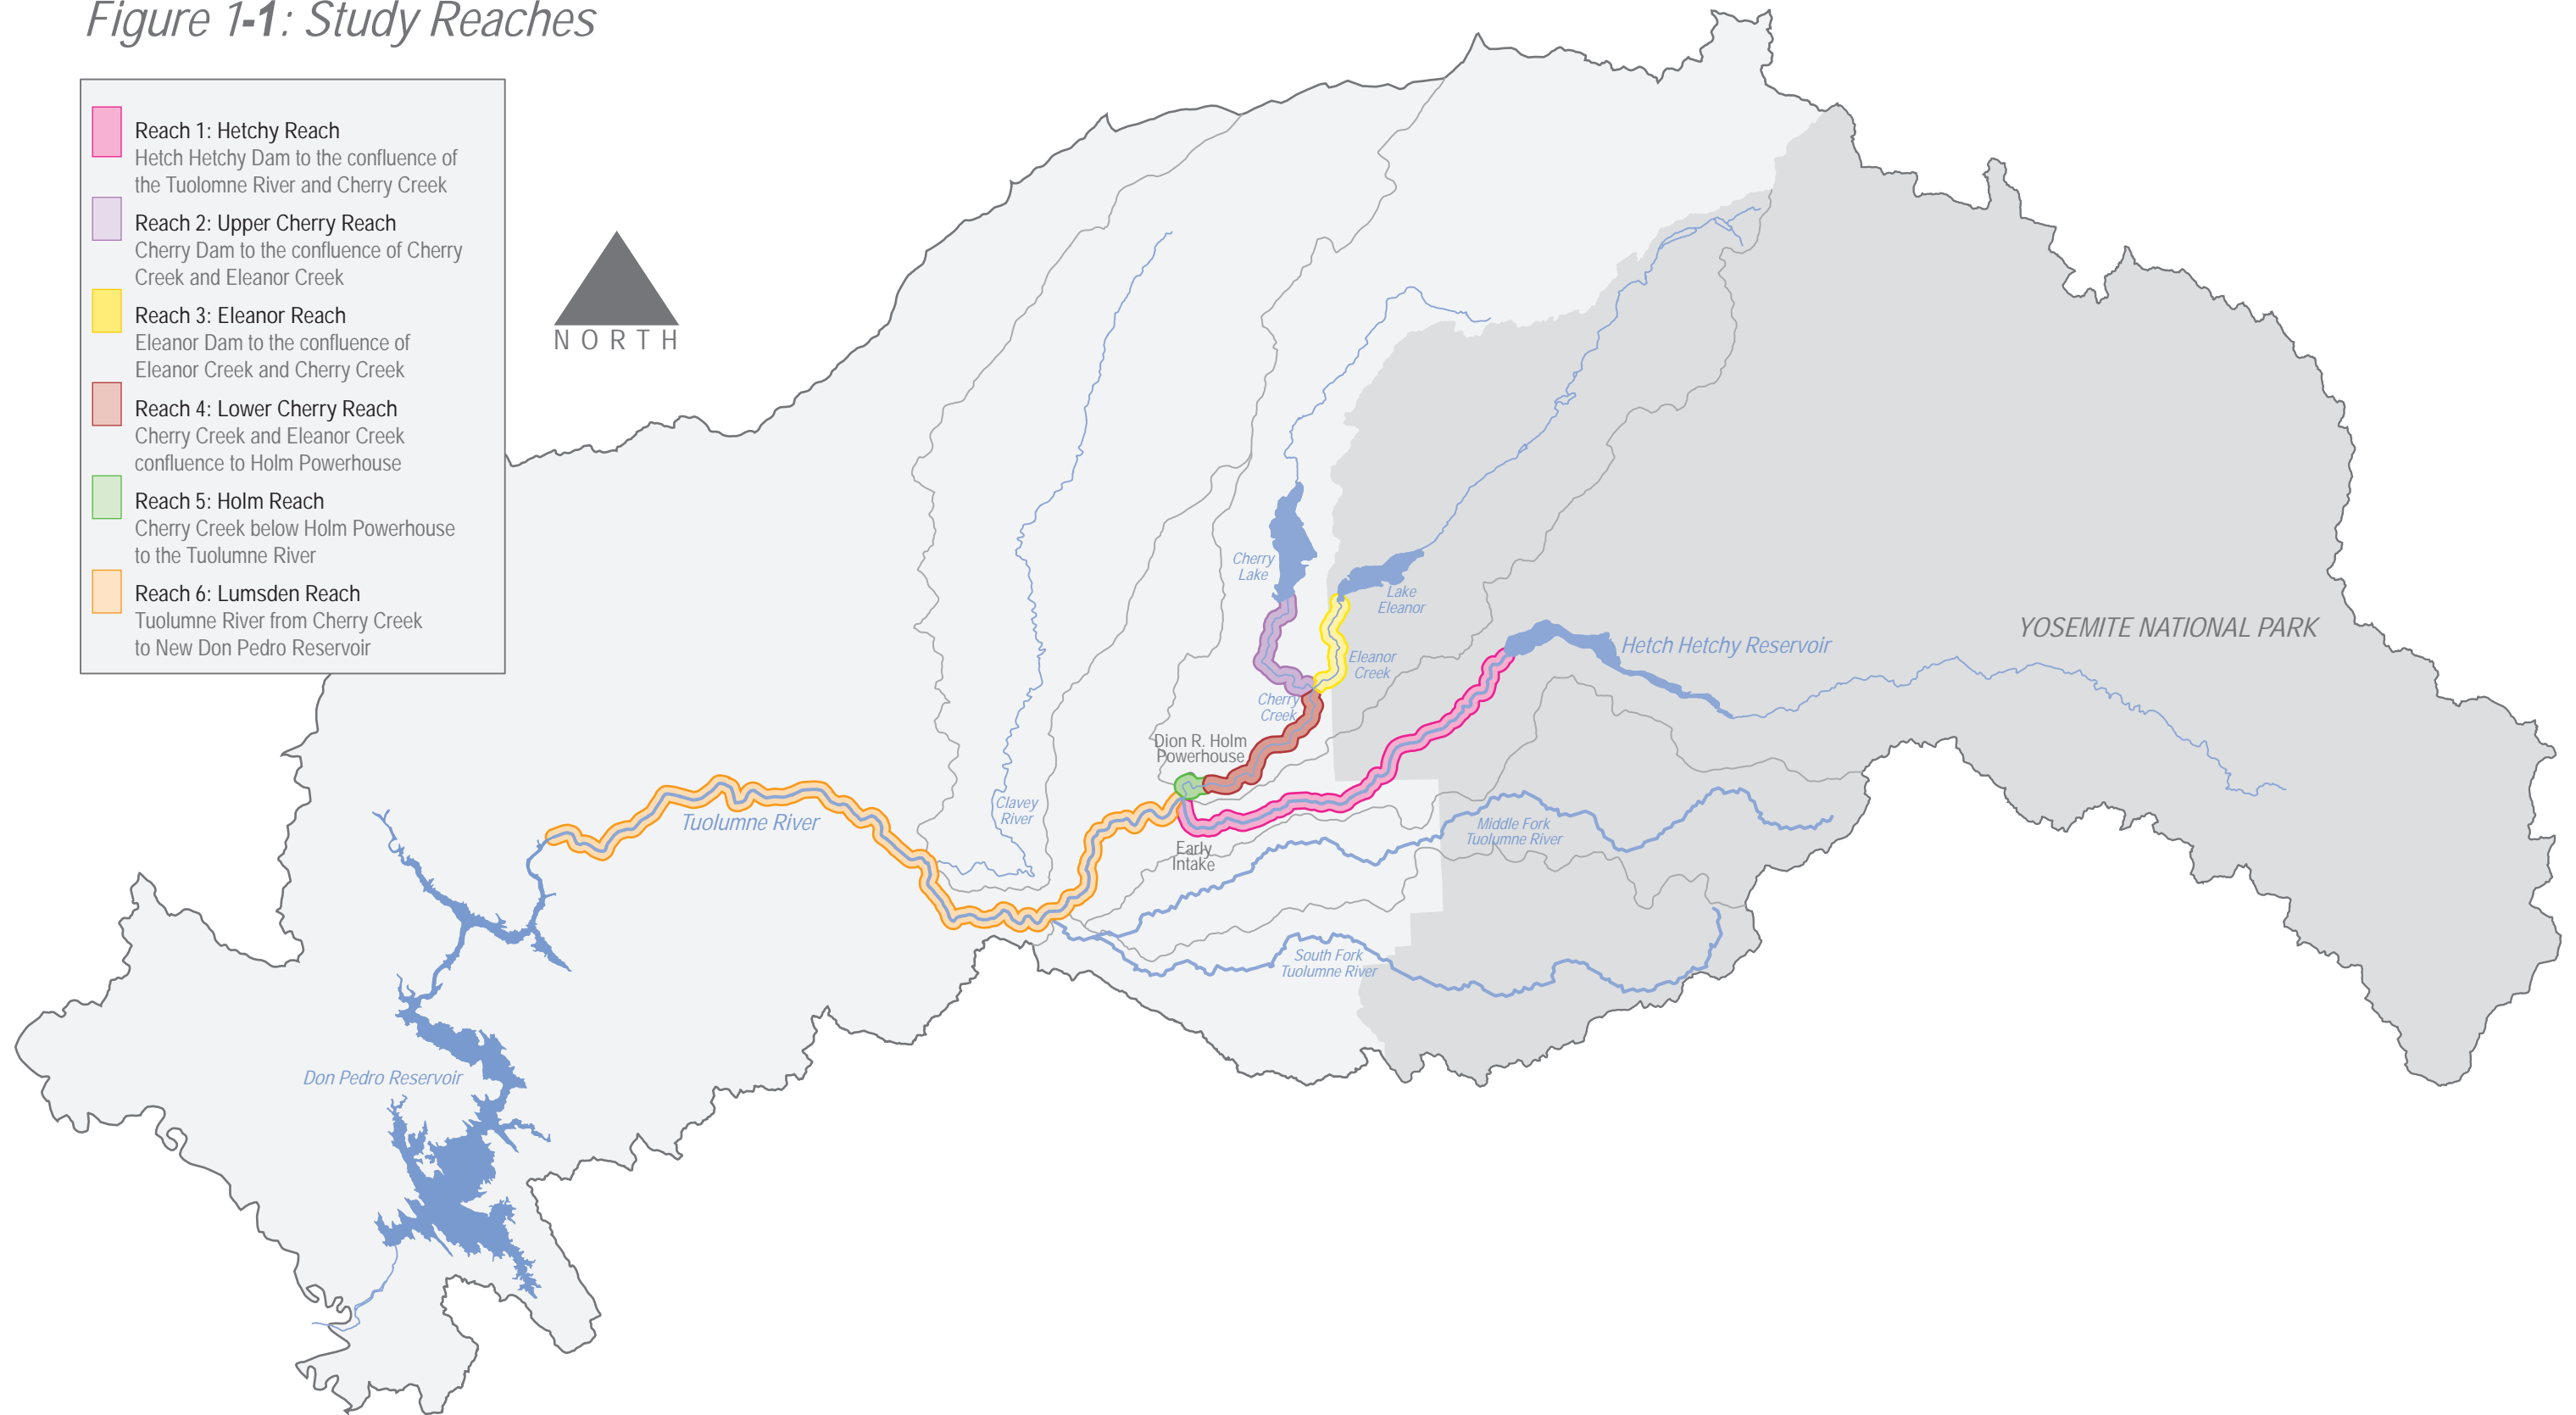 Figure 1-1: Study Reaches
Reach 1: Hetchy Reach
Hetch Hetchy Dam to the confluence of
the Tuolomne River and Cherry Creek
Reach 2: Upper Cherry Reach
Cherry Dam to the confluence of Cherry
Creek and Eleanor Creek
Reach 3: Eleanor Reach
Eleanor Dam to the confluence of
Eleanor Creek and Cherry Creek
Reach 4: Lower Cherry Reach
Cherry Creek and Eleanor Creek
confluence to Holm Powerhouse
Reach 5: Holm Reach
Cherry Creek below Holm Powerhouse
to the Tuolumne River
Reach 6: Lumsden Reach
Tuolumne River from Cherry Creek
to New Don Pedro Reservoir
NORTH
Cherry
Lake
Lake
Eleanor
YOSEMITE NATIONAL PARK
Hetch Hetchy Reservoir
Eleanor
Creek
Cherry
Creek
Dion R. Holm
Powerhouse
Clavey
River
Tuolumne River
Middle Fork
Tuolumne River
Early
Intake
South Fork
Tuolumne River
Don Pedro Reservoir